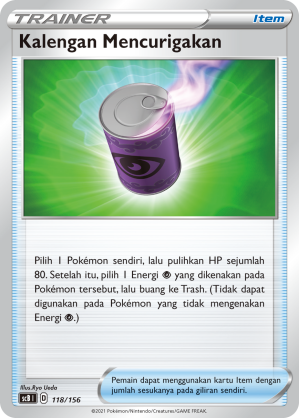 TRAINER Item
Kalengan Mencurigakan
Pilih 1 Pokémon sendiri, lalu pulihkan HP sejumlah
80. Setelah itu, pilih 1 Energi yang dikenakan pada
Pokémon tersebut, lalu buang ke Trash. (Tidak dapat
digunakan pada Pokémon yang tidak mengenakan
Energi .)
Illus.Ryo Ueda
sc3 I D 118/156
Pemain dapat menggunakan kartu Item dengan
jumlah sesukanya pada giliran sendiri.
©2021 Pokémon/Nintendo/Creatures/GAME FREAK.